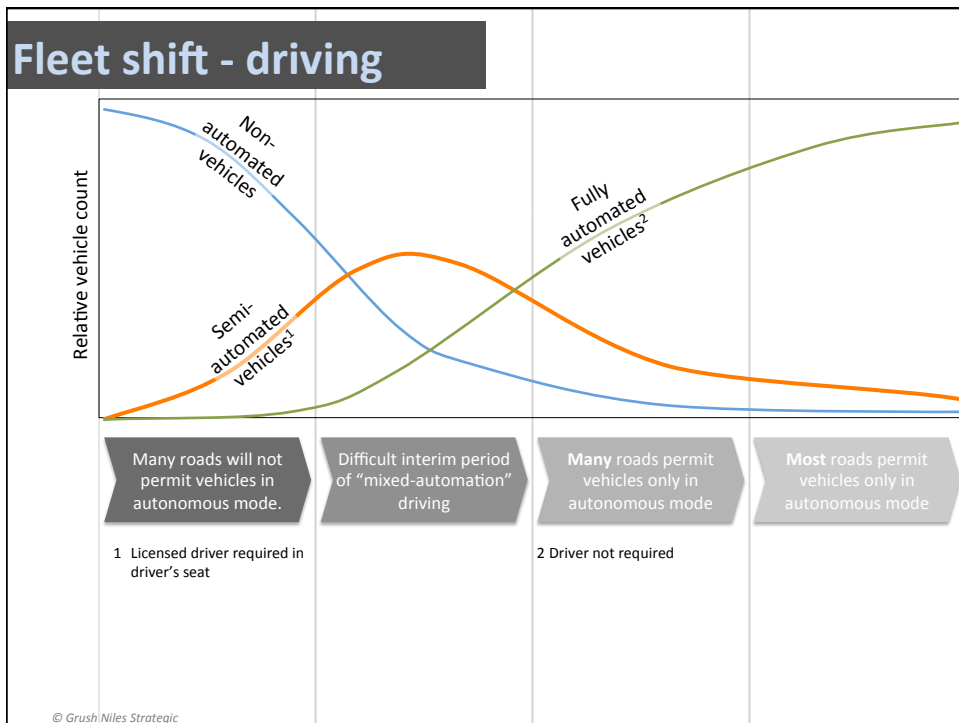 Fleet shift - driving
Relative vehicle count
Non-
automated
vehicles
Semi-
automated
vehicles1
Fully
automated
vehicles2
Many roads will not
permit vehicles in
autonomous mode.
Difficult interim period
of “mixed-automation”
driving
Many roads permit
vehicles only in
autonomous mode
Most roads permit
vehicles only in
autonomous mode
1 Licensed driver required in
driver’s seat
2 Driver not required
© Grush Niles Strategic